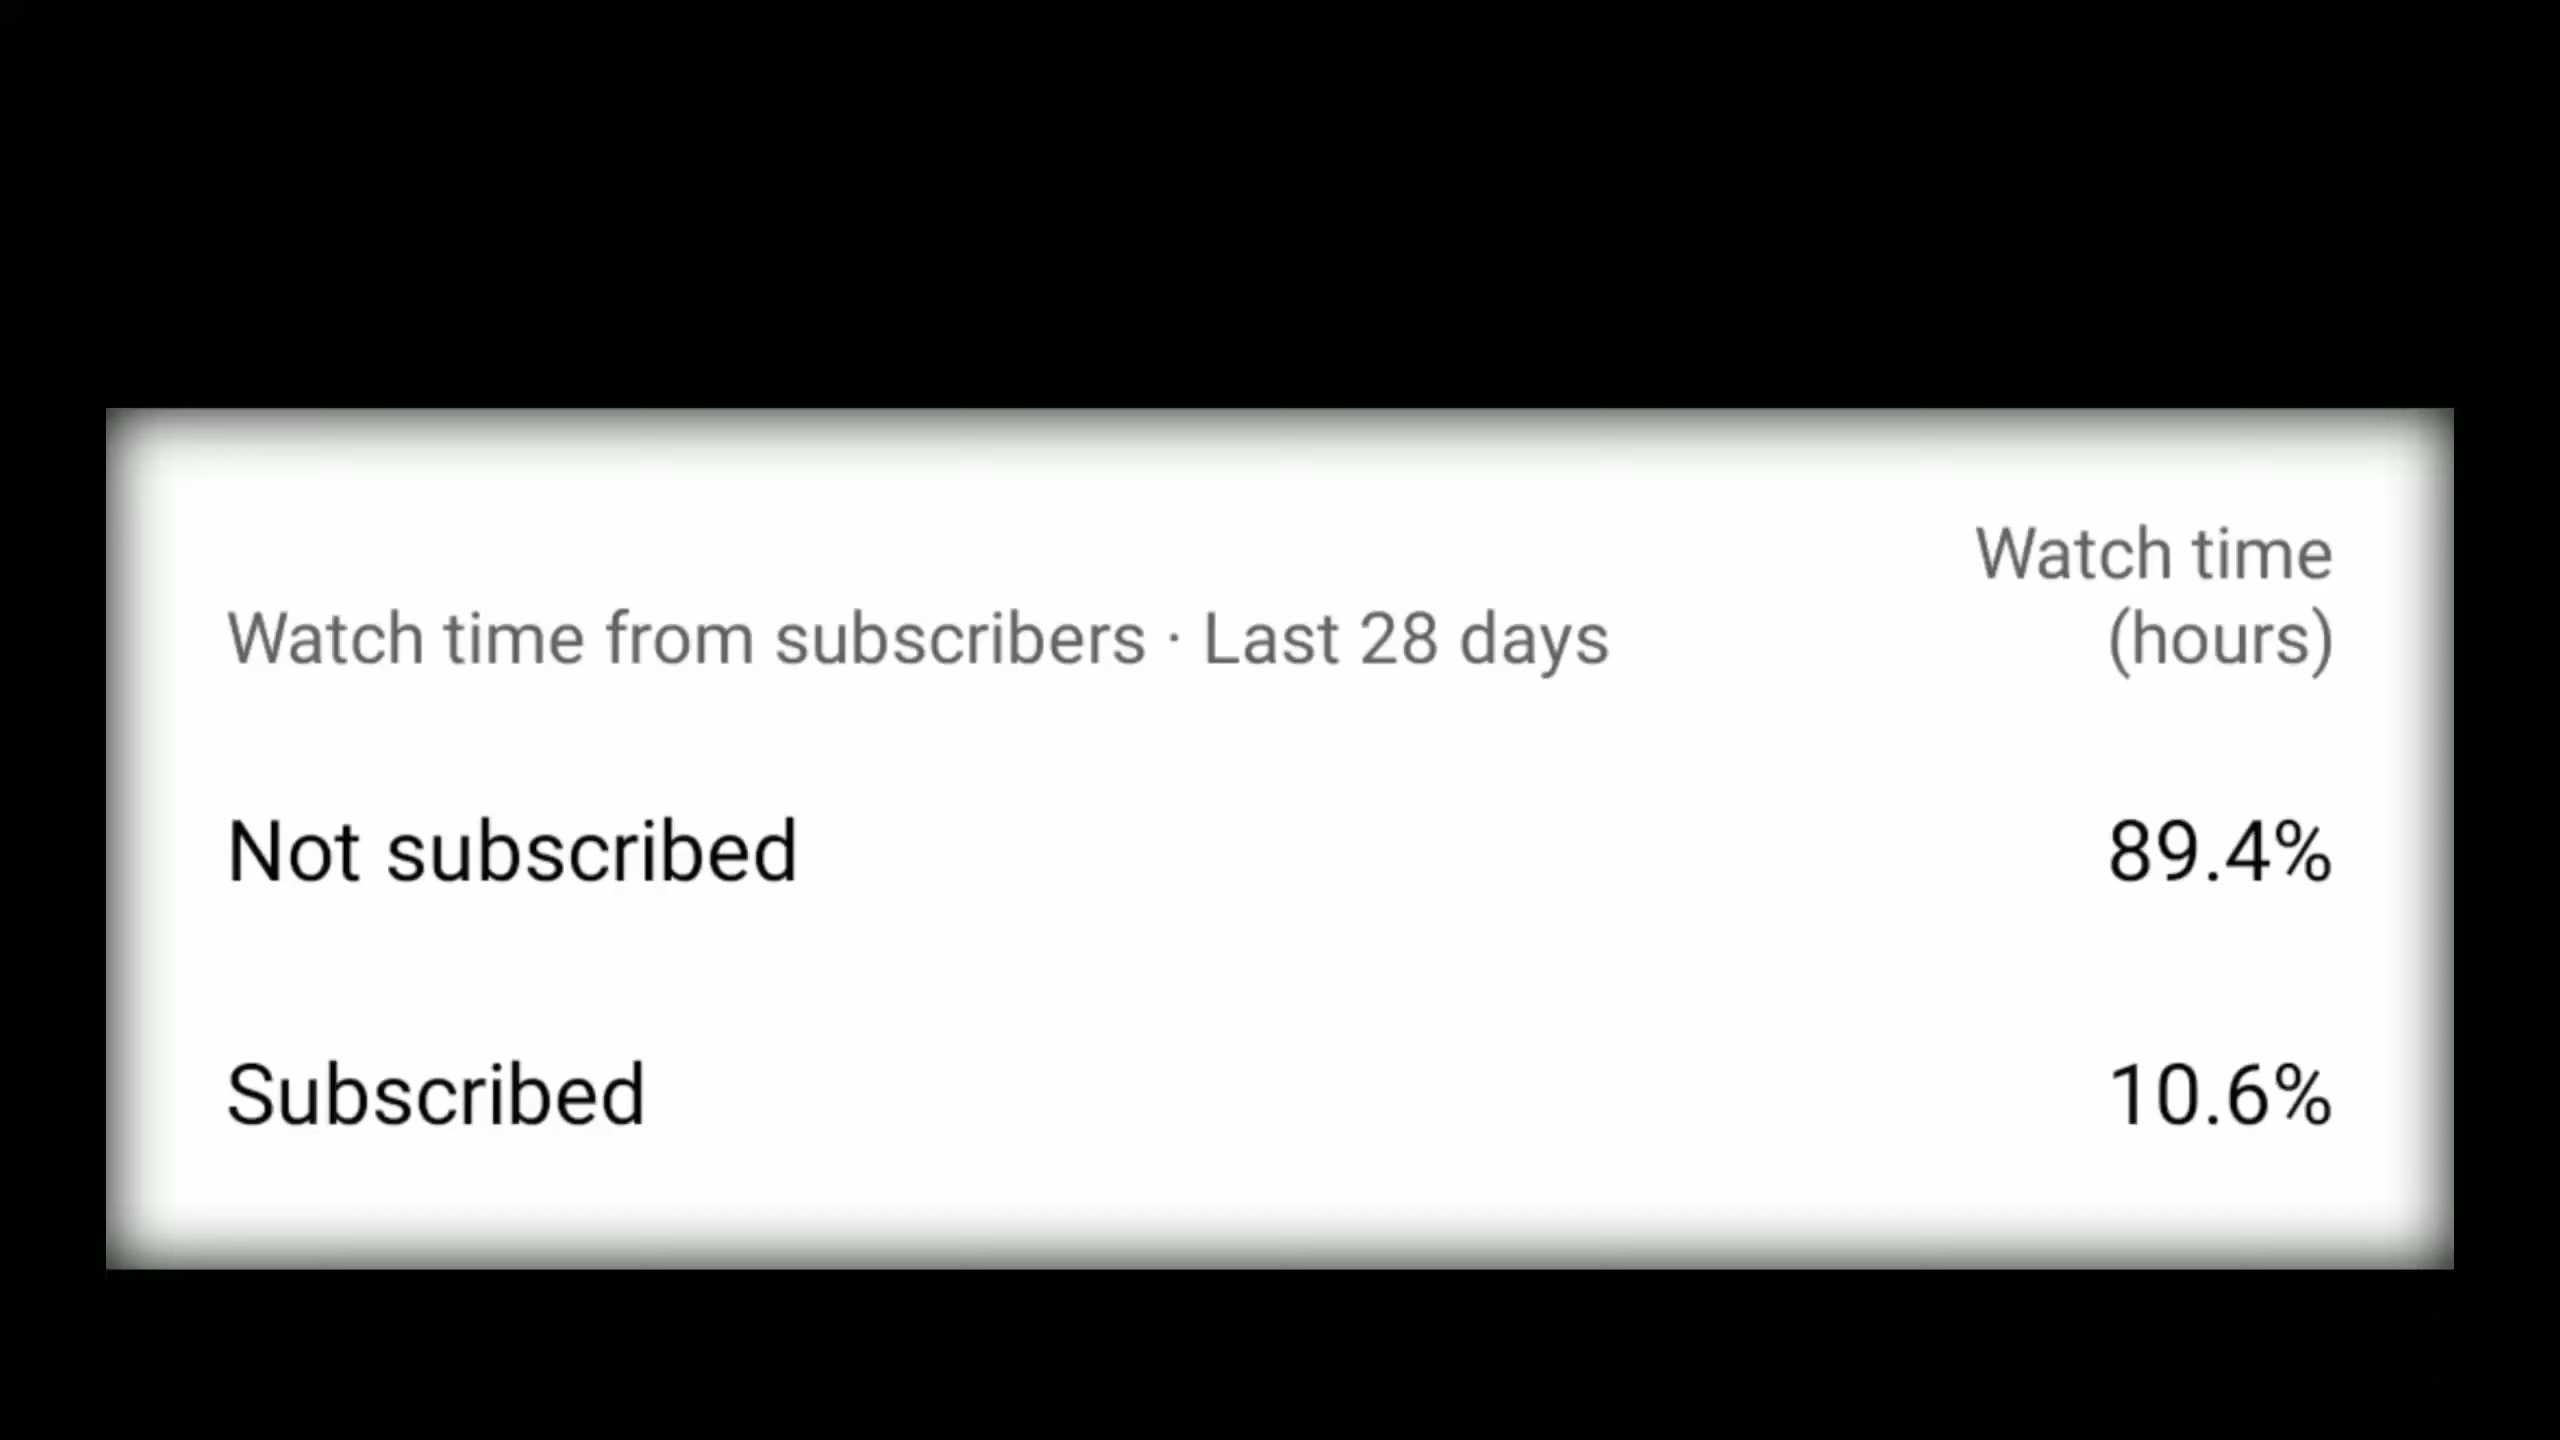 Watch time
(hours)
Watch time from subscribers · Last 28 days
Not subscribed 89.4%
Subscribed 10.6%